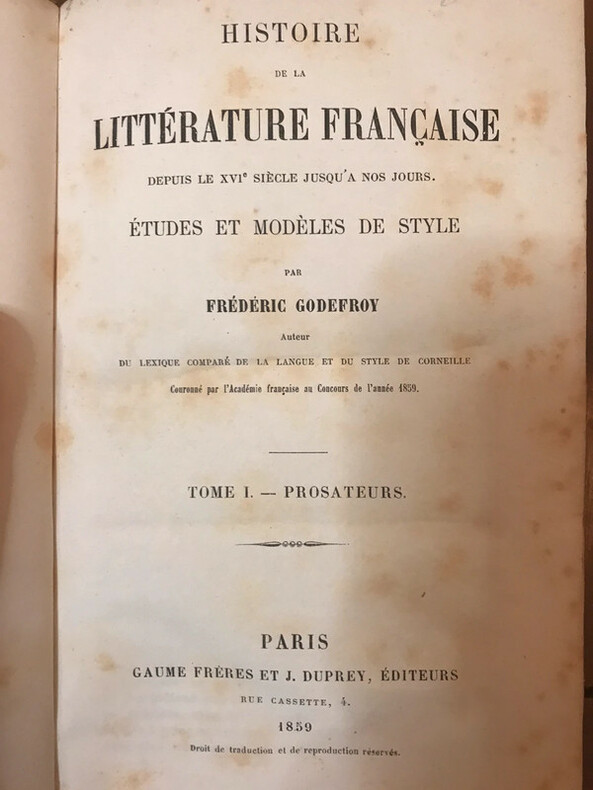 HISTOIRE
DE LA
LITTÉRATURE FRANÇAISE
DEPUIS LE XVIe SIÈCLE JUSQU'A NOS JOURS.
ÉTUDES ET MODÈLES DE STYLE
PAR
FRÉDÉRIC GODEFROY
Auteur
DU LEXIQUE COMPARÉ DE LA LANGUE ET DU STYLE DE CORNEILLE
Couronné par l'Académie française au Concours de l'année 1859.
TOME I. — PROSATEURS.
PARIS
GAUME FRÈRES ET J. DUPREY, ÉDITEURS
RUE CASSETTE, 4.
1859
Droit de traduction et de reproduction réservés.